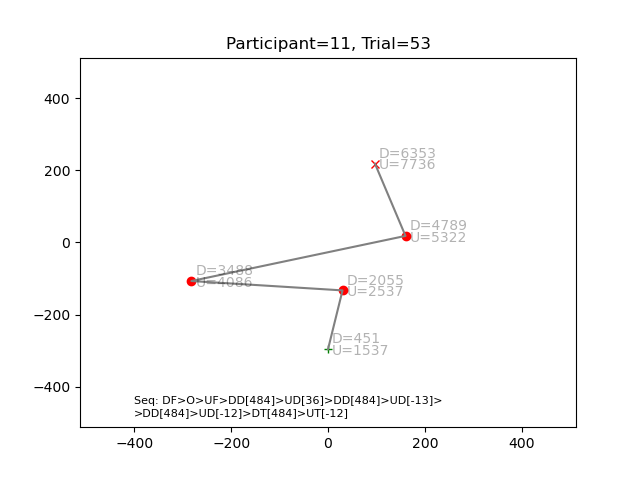 Participant=11, Trial=53
400
200
0
−200
−400
D=6353
U=7736
D=4789
U=5322
D=3488
U=4086
D=2055
U=2537
D=451
U=1537
Seq: DF>O>UF>DD[484]>UD[36]>DD[484]>UD[-13]>
>DD[484]>UD[-12]>DT[484]>UT[-12]
−400
−200
0
200
400